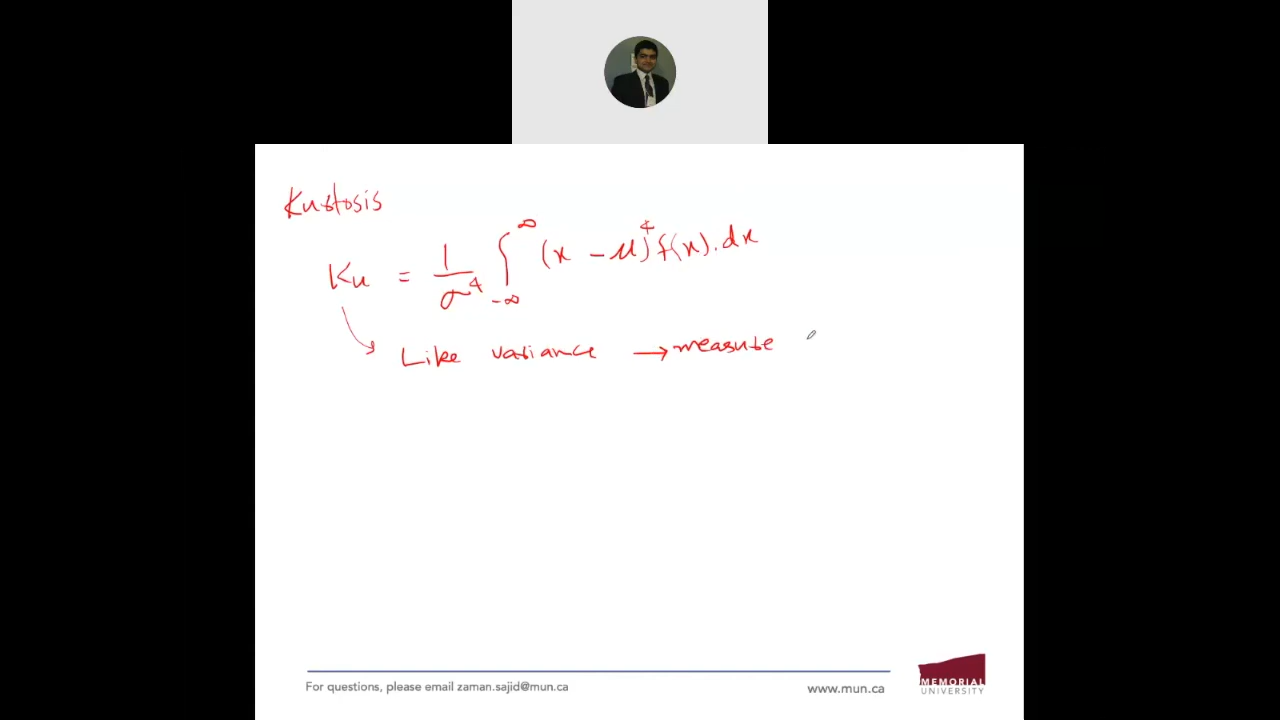 Kurtosis
Ku = 1/σ⁴ ∫_{-∞}^{∞} (x - μ)⁴ f(x).dx
Like variance → measure
For questions, please email zaman.sajid@mun.ca
www.mun.ca
MEMORIAL
UNIVERSITY